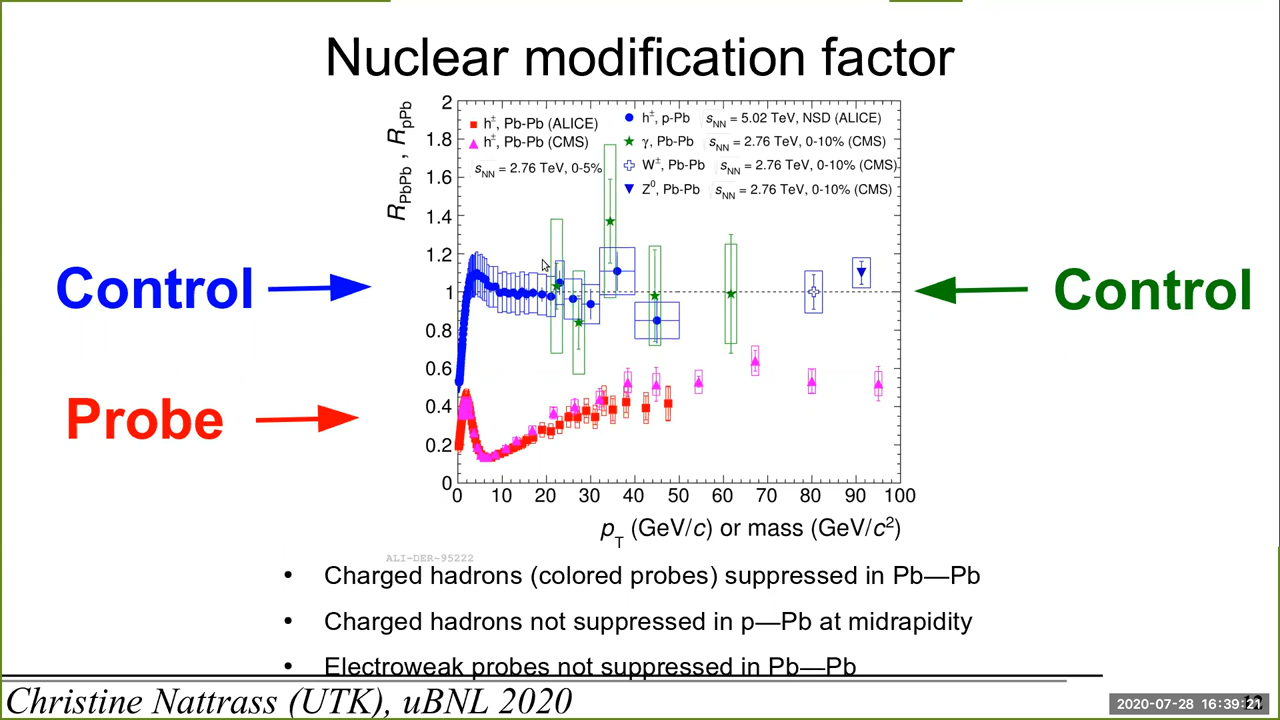 Nuclear modification factor
R_PbPb , R_pPb
2
1.8
1.6
1.4
1.2
1
0.8
0.6
0.4
0.2
0
h±, Pb-Pb (ALICE)
h±, Pb-Pb (CMS)
s_NN = 2.76 TeV, 0-5%
h±, p-Pb s_NN = 5.02 TeV, NSD (ALICE)
γ, Pb-Pb s_NN = 2.76 TeV, 0-10% (CMS)
W±, Pb-Pb s_NN = 2.76 TeV, 0-10% (CMS)
Z⁰, Pb-Pb s_NN = 2.76 TeV, 0-10% (CMS)
Control
Control
Probe
0 10 20 30 40 50 60 70 80 90 100
p_T (GeV/c) or mass (GeV/c²)
ALI-DER-95222
• Charged hadrons (colored probes) suppressed in Pb—Pb
• Charged hadrons not suppressed in p—Pb at midrapidity
• Electroweak probes not suppressed in Pb—Pb
Christine Nattrass (UTK), uBNL 2020
2020-07-28 16:39:21